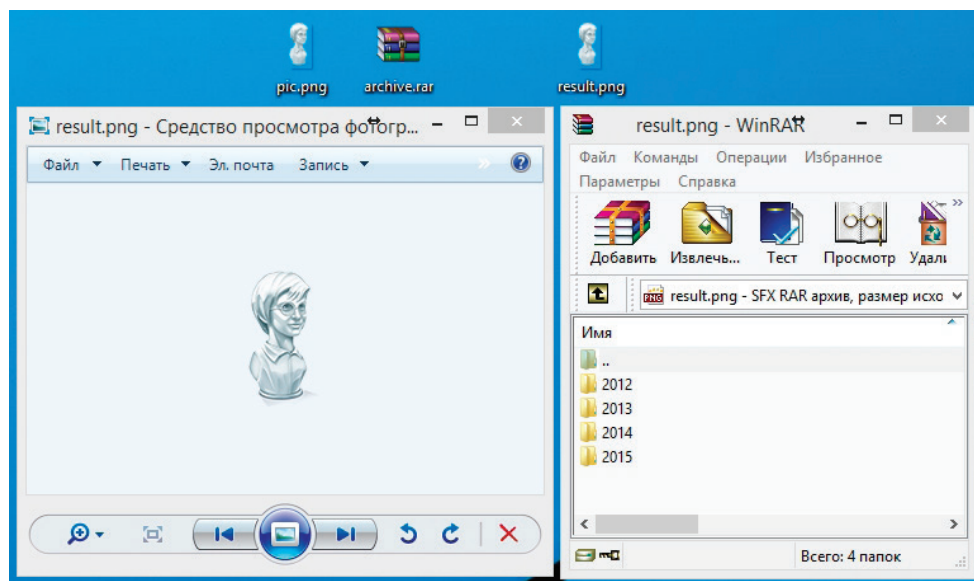 pic.png
archive.rar
result.png
result.png - Средство просмотра фотогр...
Файл Печать Эл. почта Запись
result.png - WinRAR
Файл Команды Операции Избранное
Параметры Справка
Добавить Извлечь... Тест Просмотр Удали
result.png - SFX RAR архив, размер исхо
Имя
..
2012
2013
2014
2015
Всего: 4 папок